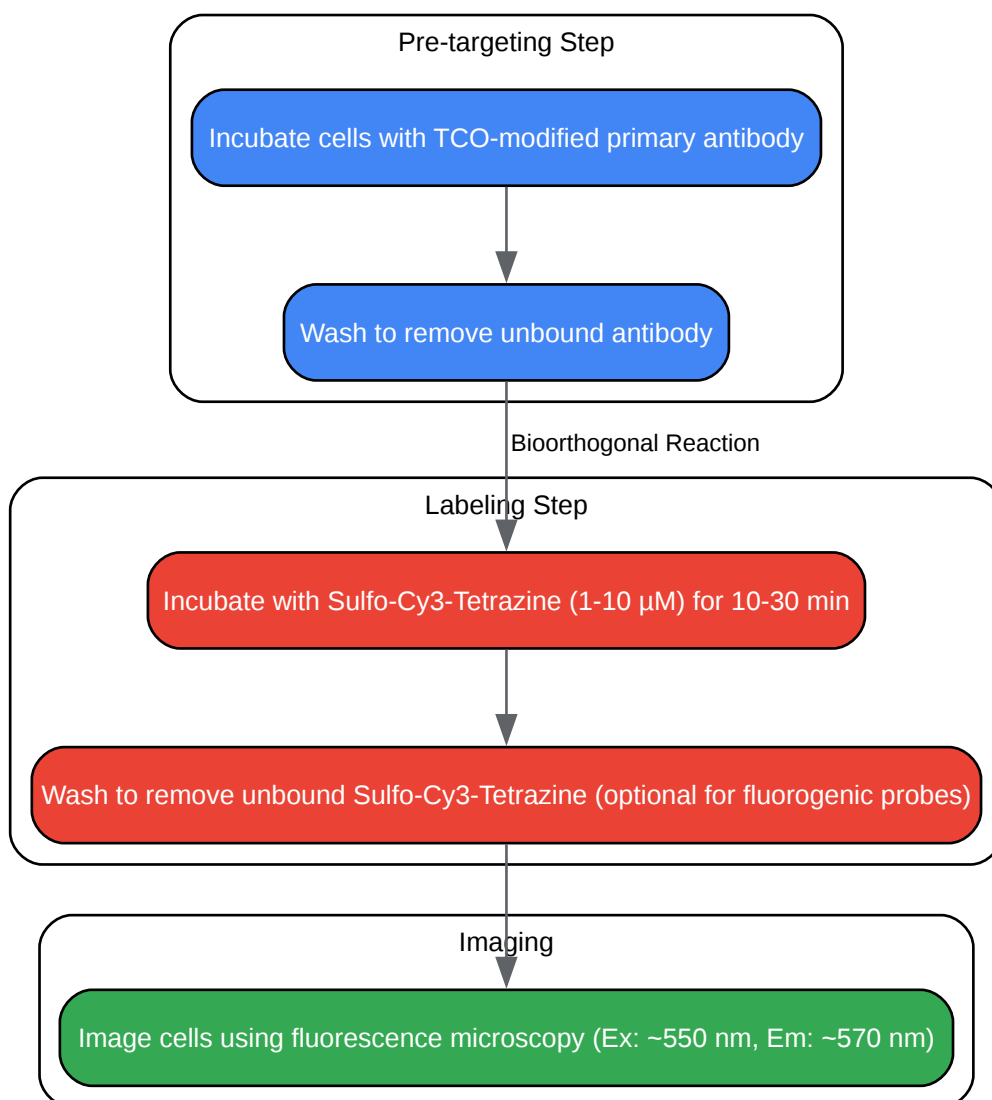 Pre-targeting Step
Incubate cells with TCO-modified primary antibody
Wash to remove unbound antibody
Bioorthogonal Reaction
Labeling Step
Incubate with Sulfo-Cy3-Tetrazine (1-10 µM) for 10-30 min
Wash to remove unbound Sulfo-Cy3-Tetrazine (optional for fluorogenic probes)
Imaging
Image cells using fluorescence microscopy (Ex: ~550 nm, Em: ~570 nm)